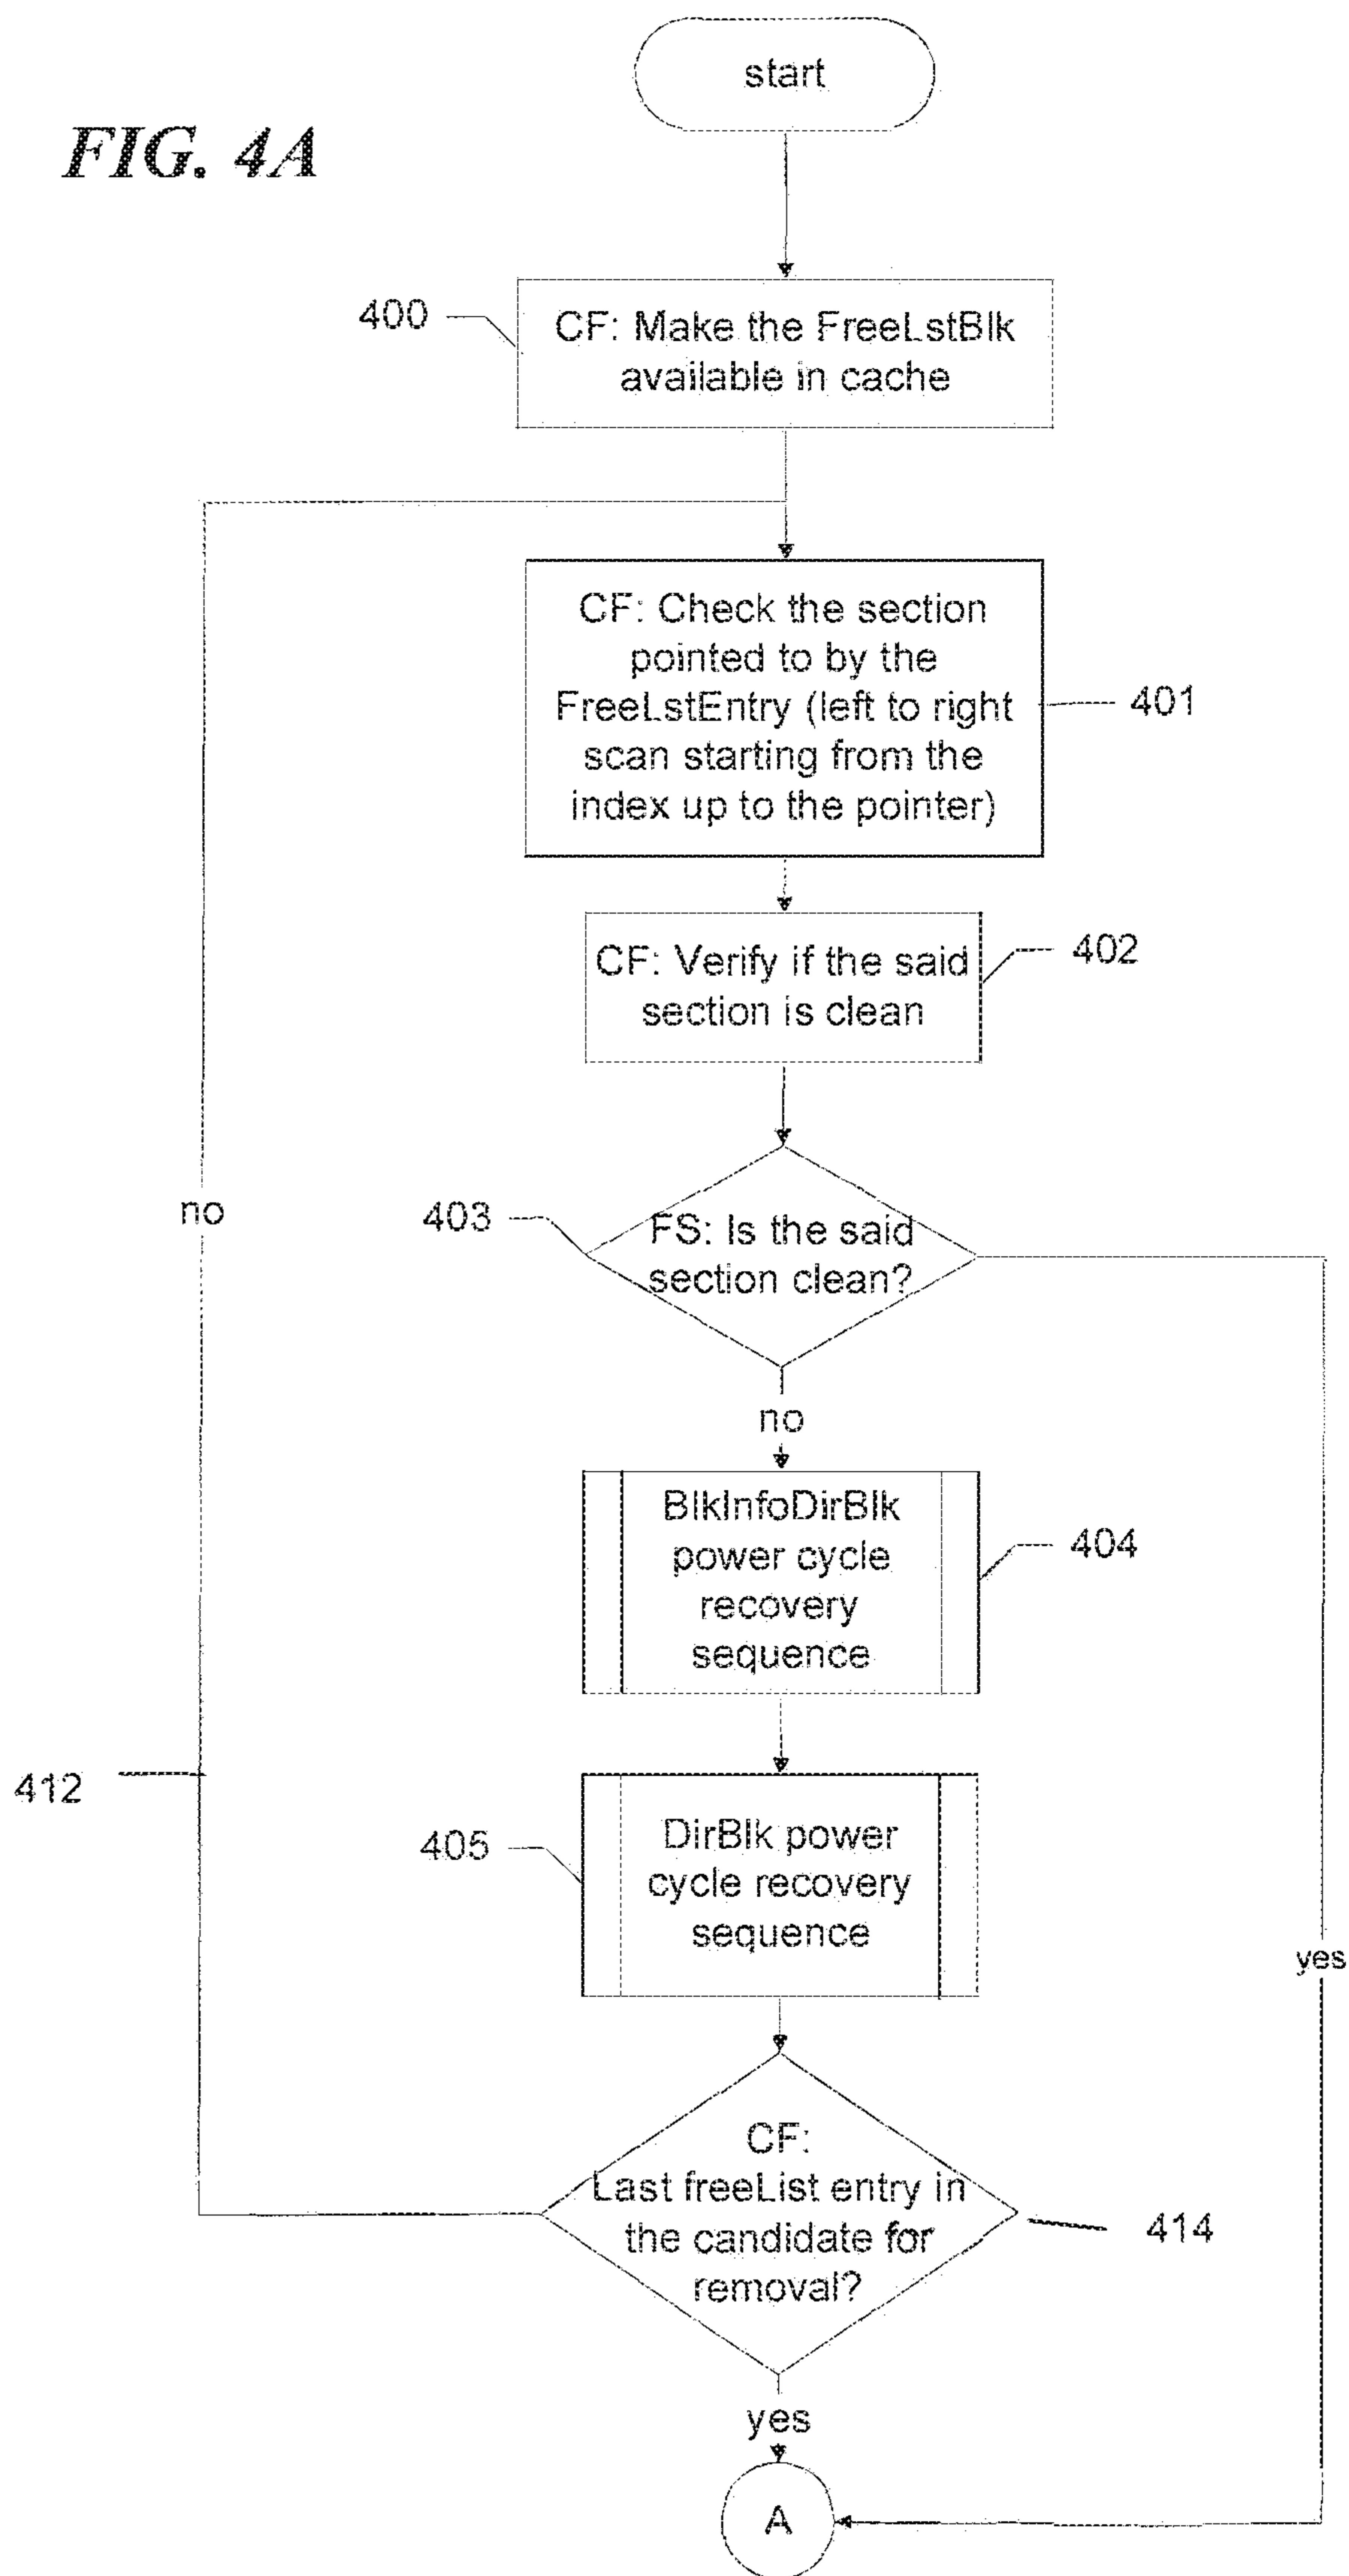 start
FIG. 4A
400
CF: Make the FreeLstBlk
available in cache
CF: Check the section
pointed to by the
FreeLstEntry (left to right
scan starting from the
index up to the pointer)
401
CF: Verify if the said
section is clean
402
no
403
FS: Is the said
section clean?
no
BlkInfoDirBlk
power cycle
recovery
sequence
404
412
405
DirBlk power
cycle recovery
sequence
yes
CF:
Last freeList entry in
the candidate for
removal?
414
yes
A